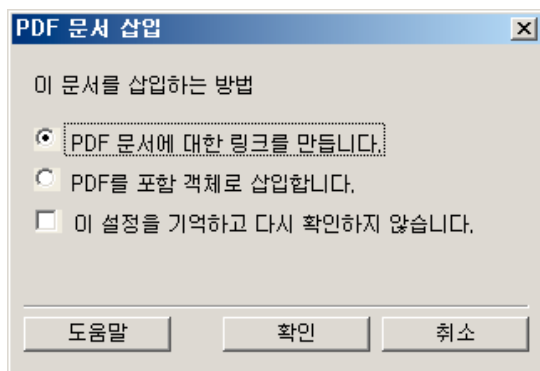 PDF 문서 삽입
이 문서를 삽입하는 방법
PDF 문서에 대한 링크를 만듭니다.
PDF를 포함 객체로 삽입합니다.
이 설정을 기억하고 다시 확인하지 않습니다.
도움말 확인 취소